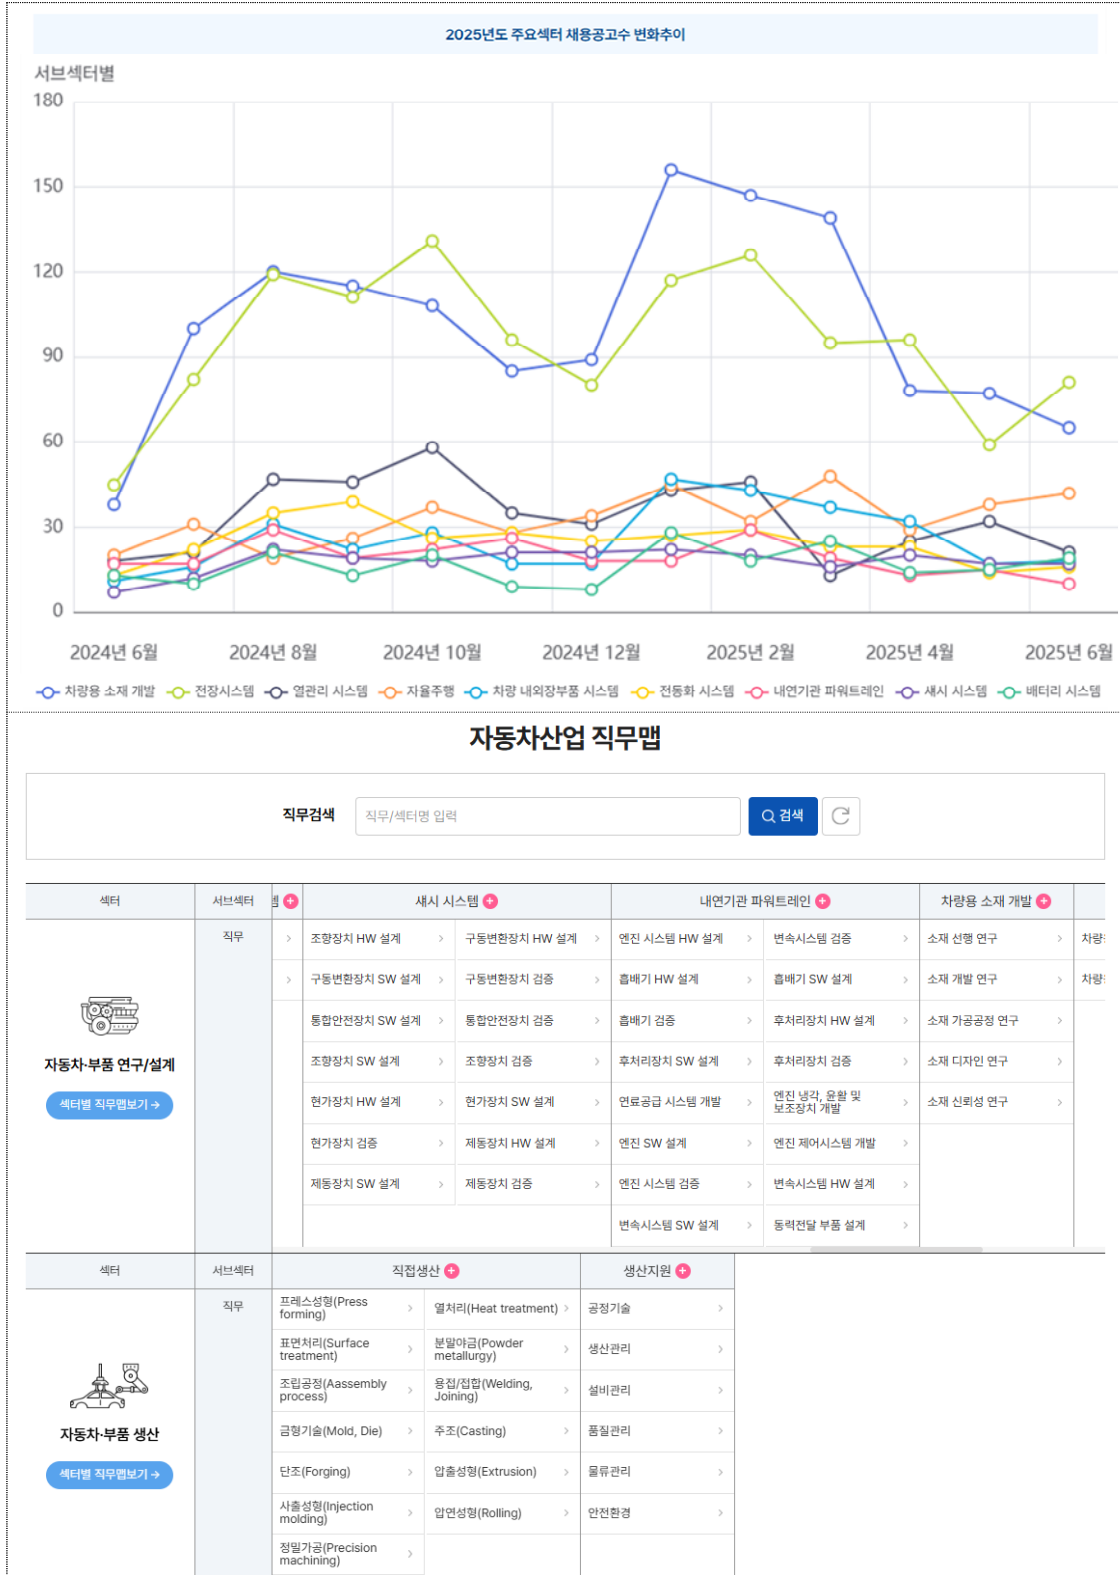 2025년도 주요섹터 채용공고수 변화추이
서브섹터별
180
150
120
90
60
30
0
2024년 6월 2024년 8월 2024년 10월 2024년 12월 2025년 2월 2025년 4월 2025년 6월
차량용 소재 개발 전장시스템 열관리 시스템 자율주행 차량 내외장부품 시스템 전동화 시스템 내연기관 파워트레인 섀시 시스템 배터리 시스템
자동차산업 직무맵
직무검색 직무/섹터명 입력 검색
섹터 서브섹터 섀시 시스템 내연기관 파워트레인 차량용 소재 개발
직무 조향장치 HW 설계 구동변환장치 HW 설계 엔진 시스템 HW 설계 변속시스템 검증 소재 선행 연구 차량
구동변환장치 SW 설계 구동변환장치 검증 흡배기 HW 설계 흡배기 SW 설계 소재 개발 연구 차량
통합안전장치 SW 설계 통합안전장치 검증 흡배기 검증 후처리장치 HW 설계 소재 가공공정 연구
자동차·부품 연구/설계 조향장치 SW 설계 조향장치 검증 후처리장치 SW 설계 후처리장치 검증 소재 디자인 연구
섹터별 직무맵보기 → 현가장치 HW 설계 현가장치 SW 설계 연료공급 시스템 개발 엔진 냉각, 윤활 및
보조장치 개발 소재 신뢰성 연구
현가장치 검증 제동장치 HW 설계 엔진 SW 설계 엔진 제어시스템 개발
제동장치 SW 설계 제동장치 검증 엔진 시스템 검증 변속시스템 HW 설계
변속시스템 SW 설계 동력전달 부품 설계
섹터 서브섹터 직접생산 생산지원
직무 프레스성형(Press
forming) 열처리(Heat treatment) 공정기술
표면처리(Surface
treatment) 분말야금(Powder
metallurgy) 생산관리
조립공정(Aassembly
process) 용접/접합(Welding,
Joining) 설비관리
자동차·부품 생산 금형기술(Mold, Die) 주조(Casting) 품질관리
섹터별 직무맵보기 → 단조(Forging) 압출성형(Extrusion) 물류관리
사출성형(Injection
molding) 압연성형(Rolling) 안전환경
정밀가공(Precision
machining)